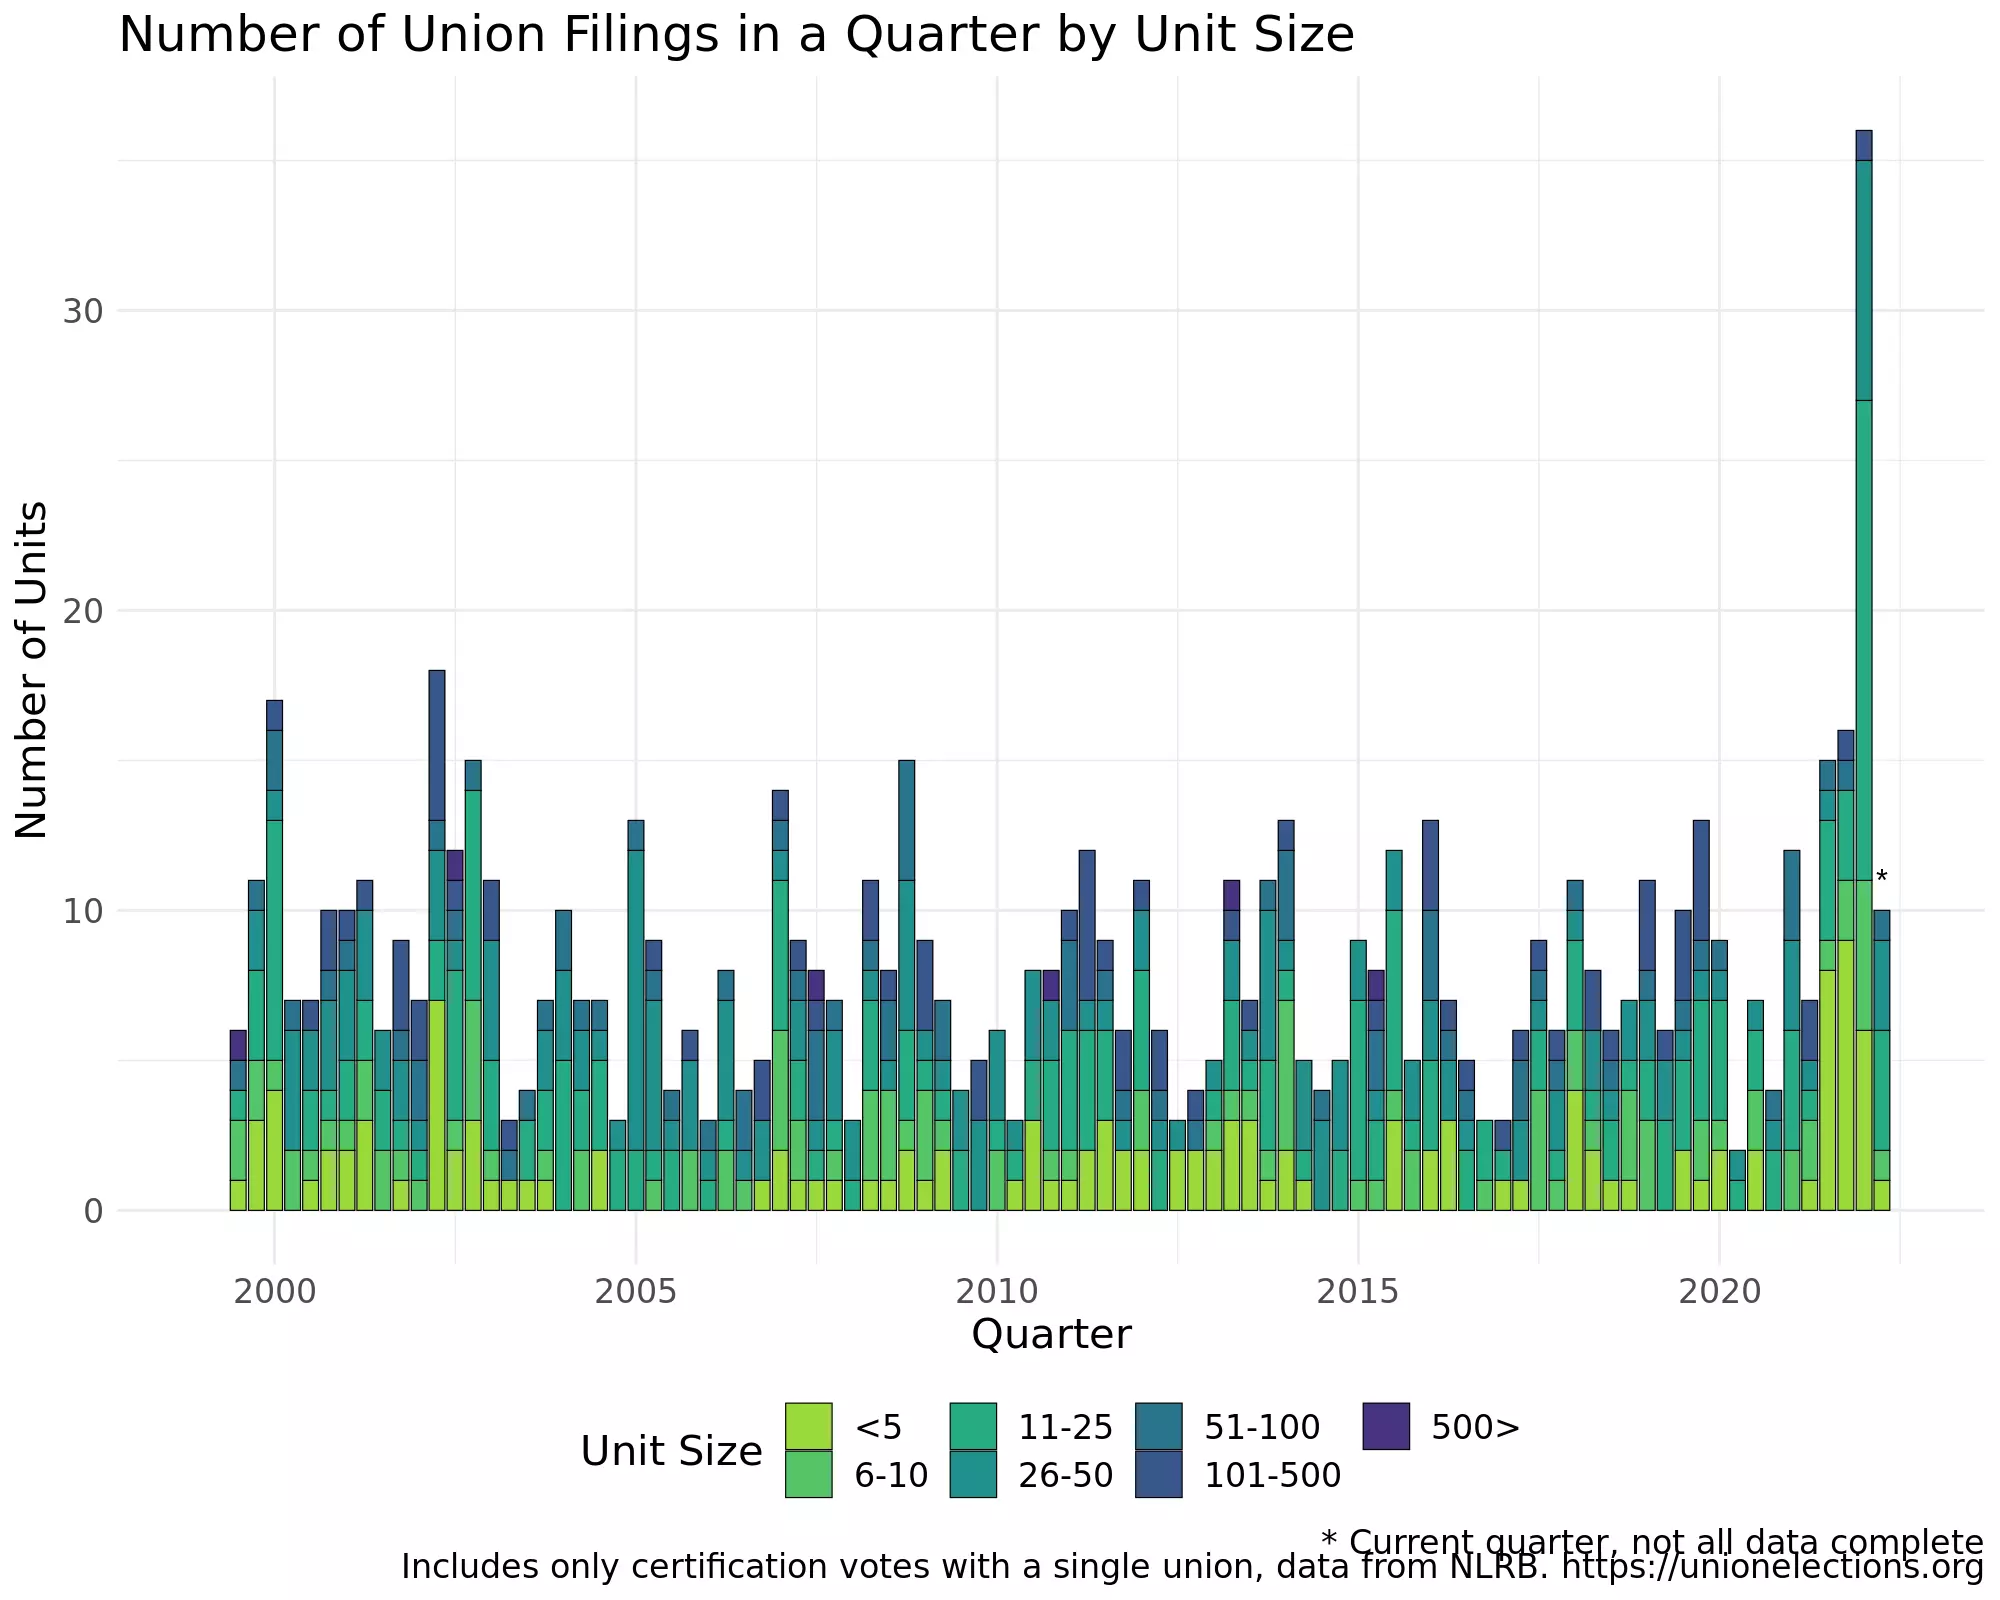 Number of Union Filings in a Quarter by Unit Size
Number of Units
30
20
10
0
*
2000 2005 2010 2015 2020
Quarter
Unit Size
<5 11-25 51-100 500>
6-10 26-50 101-500
* Current quarter, not all data complete
Includes only certification votes with a single union, data from NLRB. https://unionelections.org